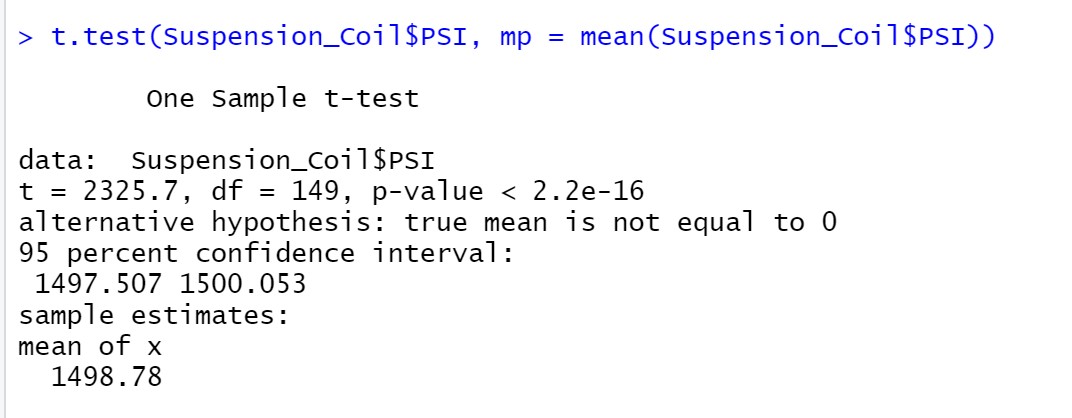 > t.test(Suspension_Coil$PSI, mp = mean(Suspension_Coil$PSI))
One Sample t-test
data:  Suspension_Coil$PSI
t = 2325.7, df = 149, p-value < 2.2e-16
alternative hypothesis: true mean is not equal to 0
95 percent confidence interval:
1497.507 1500.053
sample estimates:
mean of x
1498.78